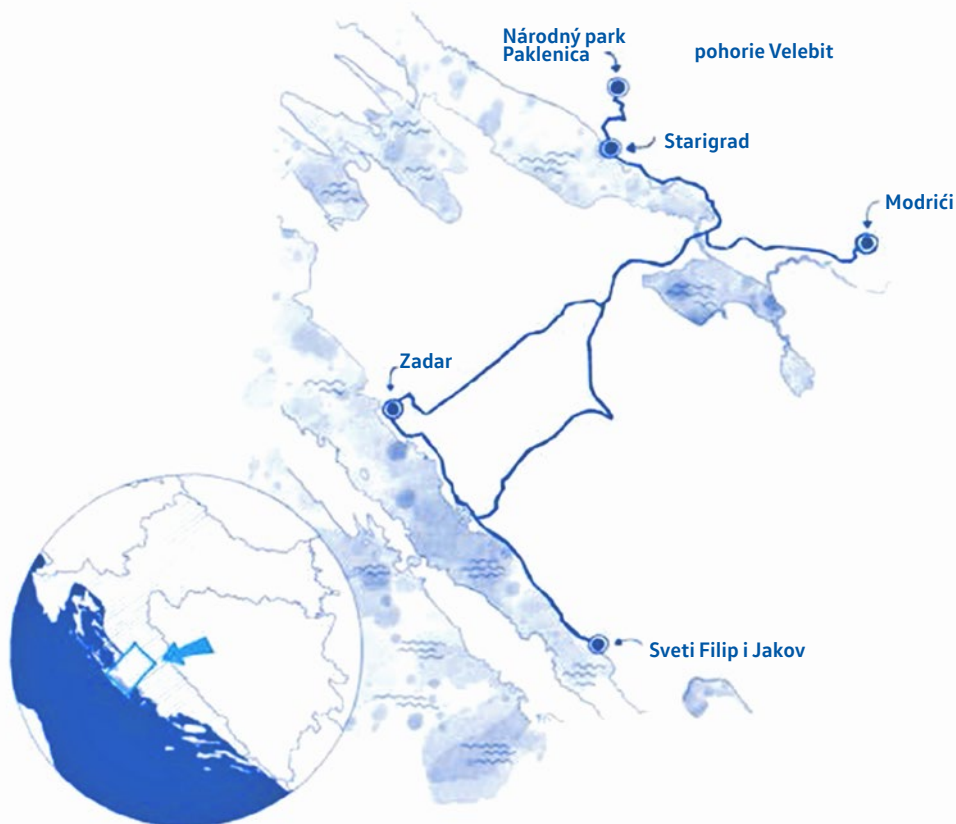 Národný park
Paklenica
pohorie Velebit
Starigrad
Modrići
Zadar
Sveti Filip i Jakov